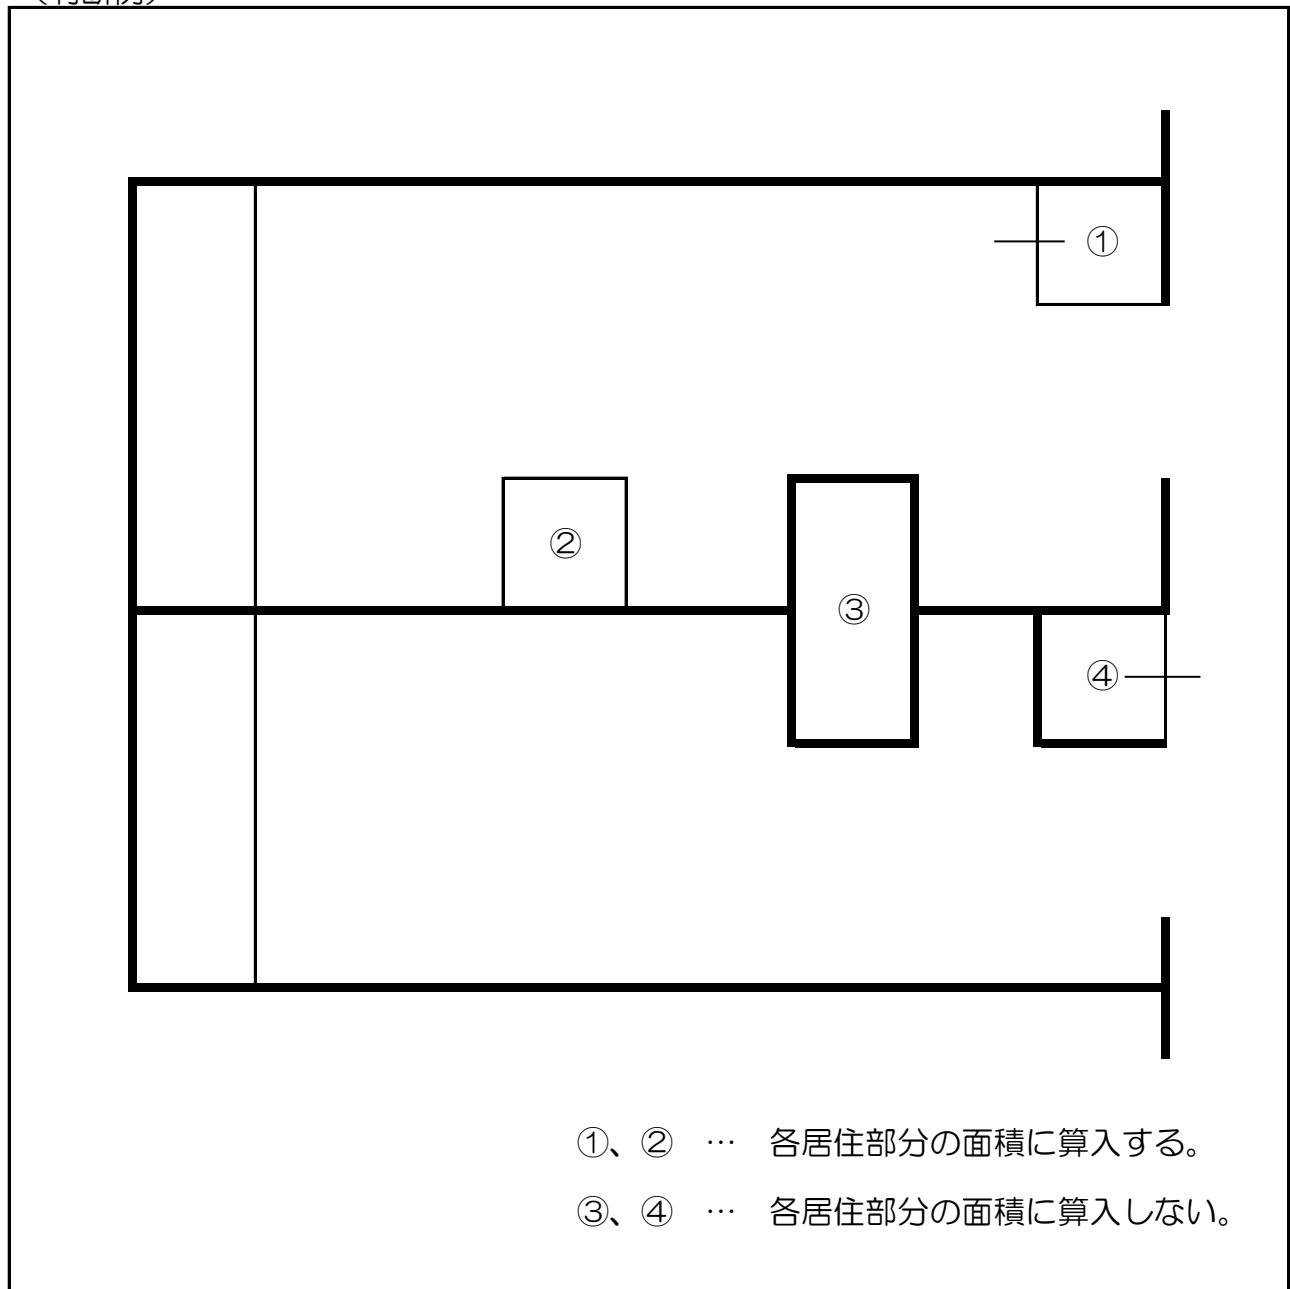 ①
②
③
④
①、② … 各居住部分の面積に算入する。
③、④ … 各居住部分の面積に算入しない。